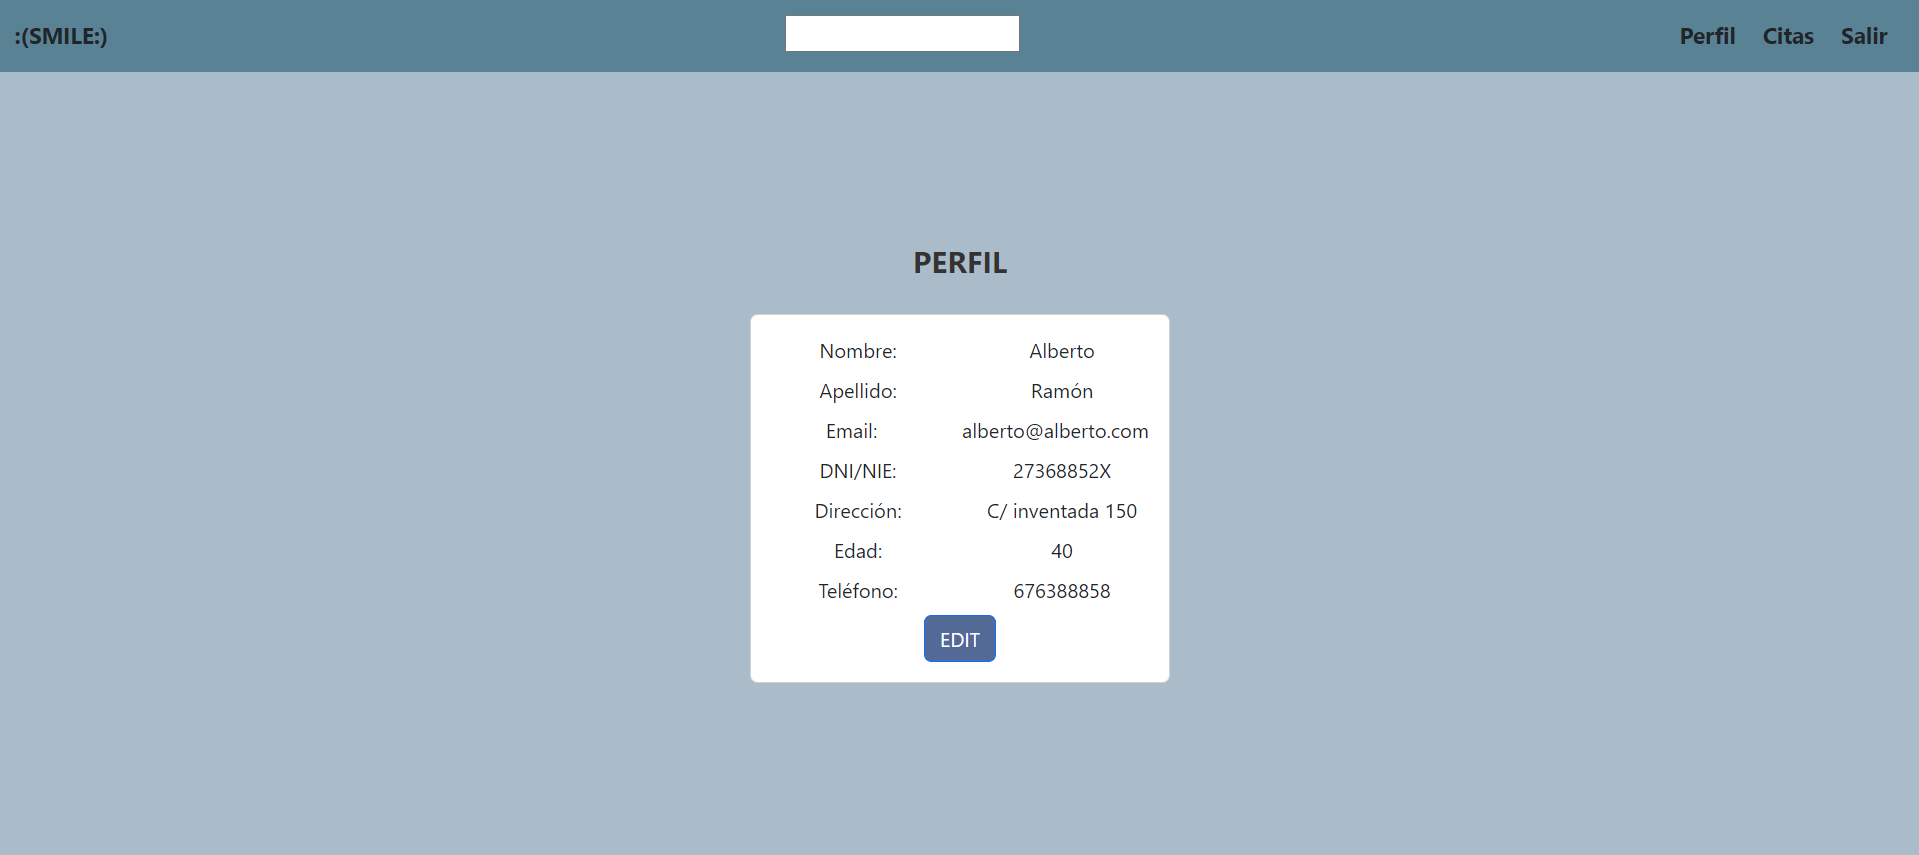 :(SMILE:) Perfil Citas Salir
PERFIL
Nombre: Alberto
Apellido: Ramón
Email: alberto@alberto.com
DNI/NIE: 27368852X
Dirección: C/ inventada 150
Edad: 40
Teléfono: 676388858
EDIT